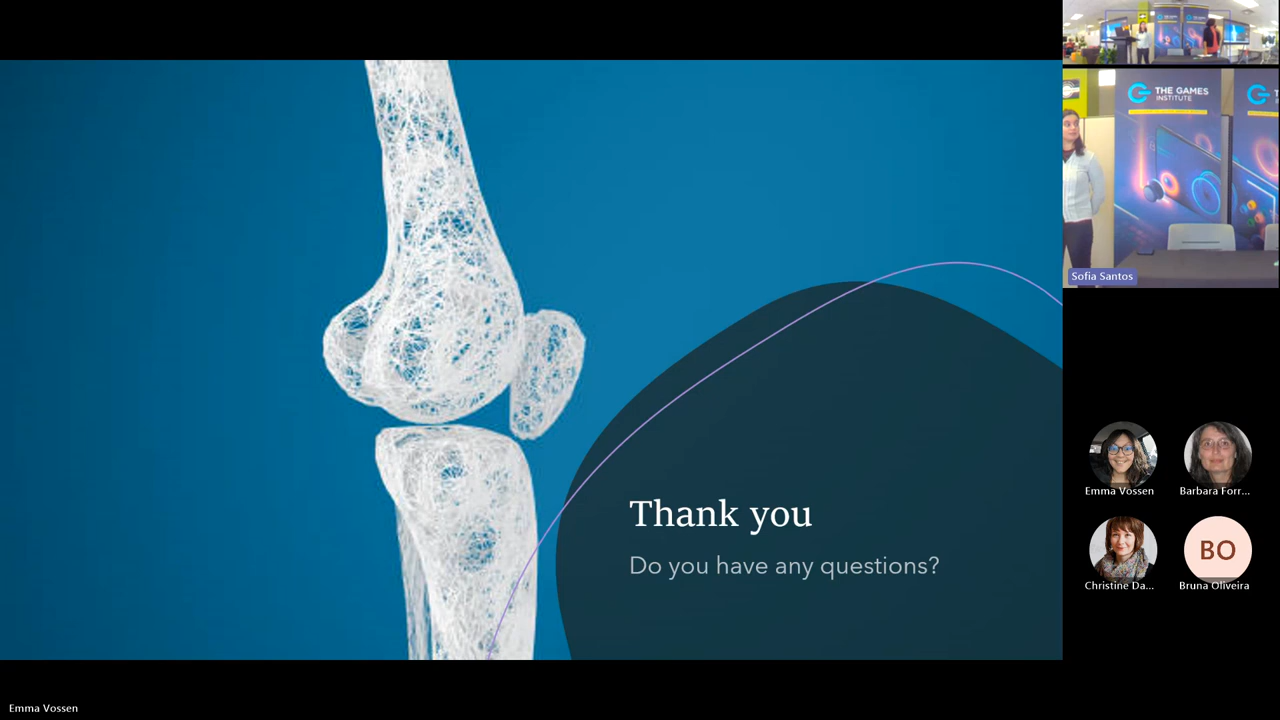 Thank you
Do you have any questions?
THE GAMES
INSTITUTE
Sofia Santos
Emma Vossen
Barbara Forr...
Christine Da...
BO
Bruna Oliveira
Emma Vossen